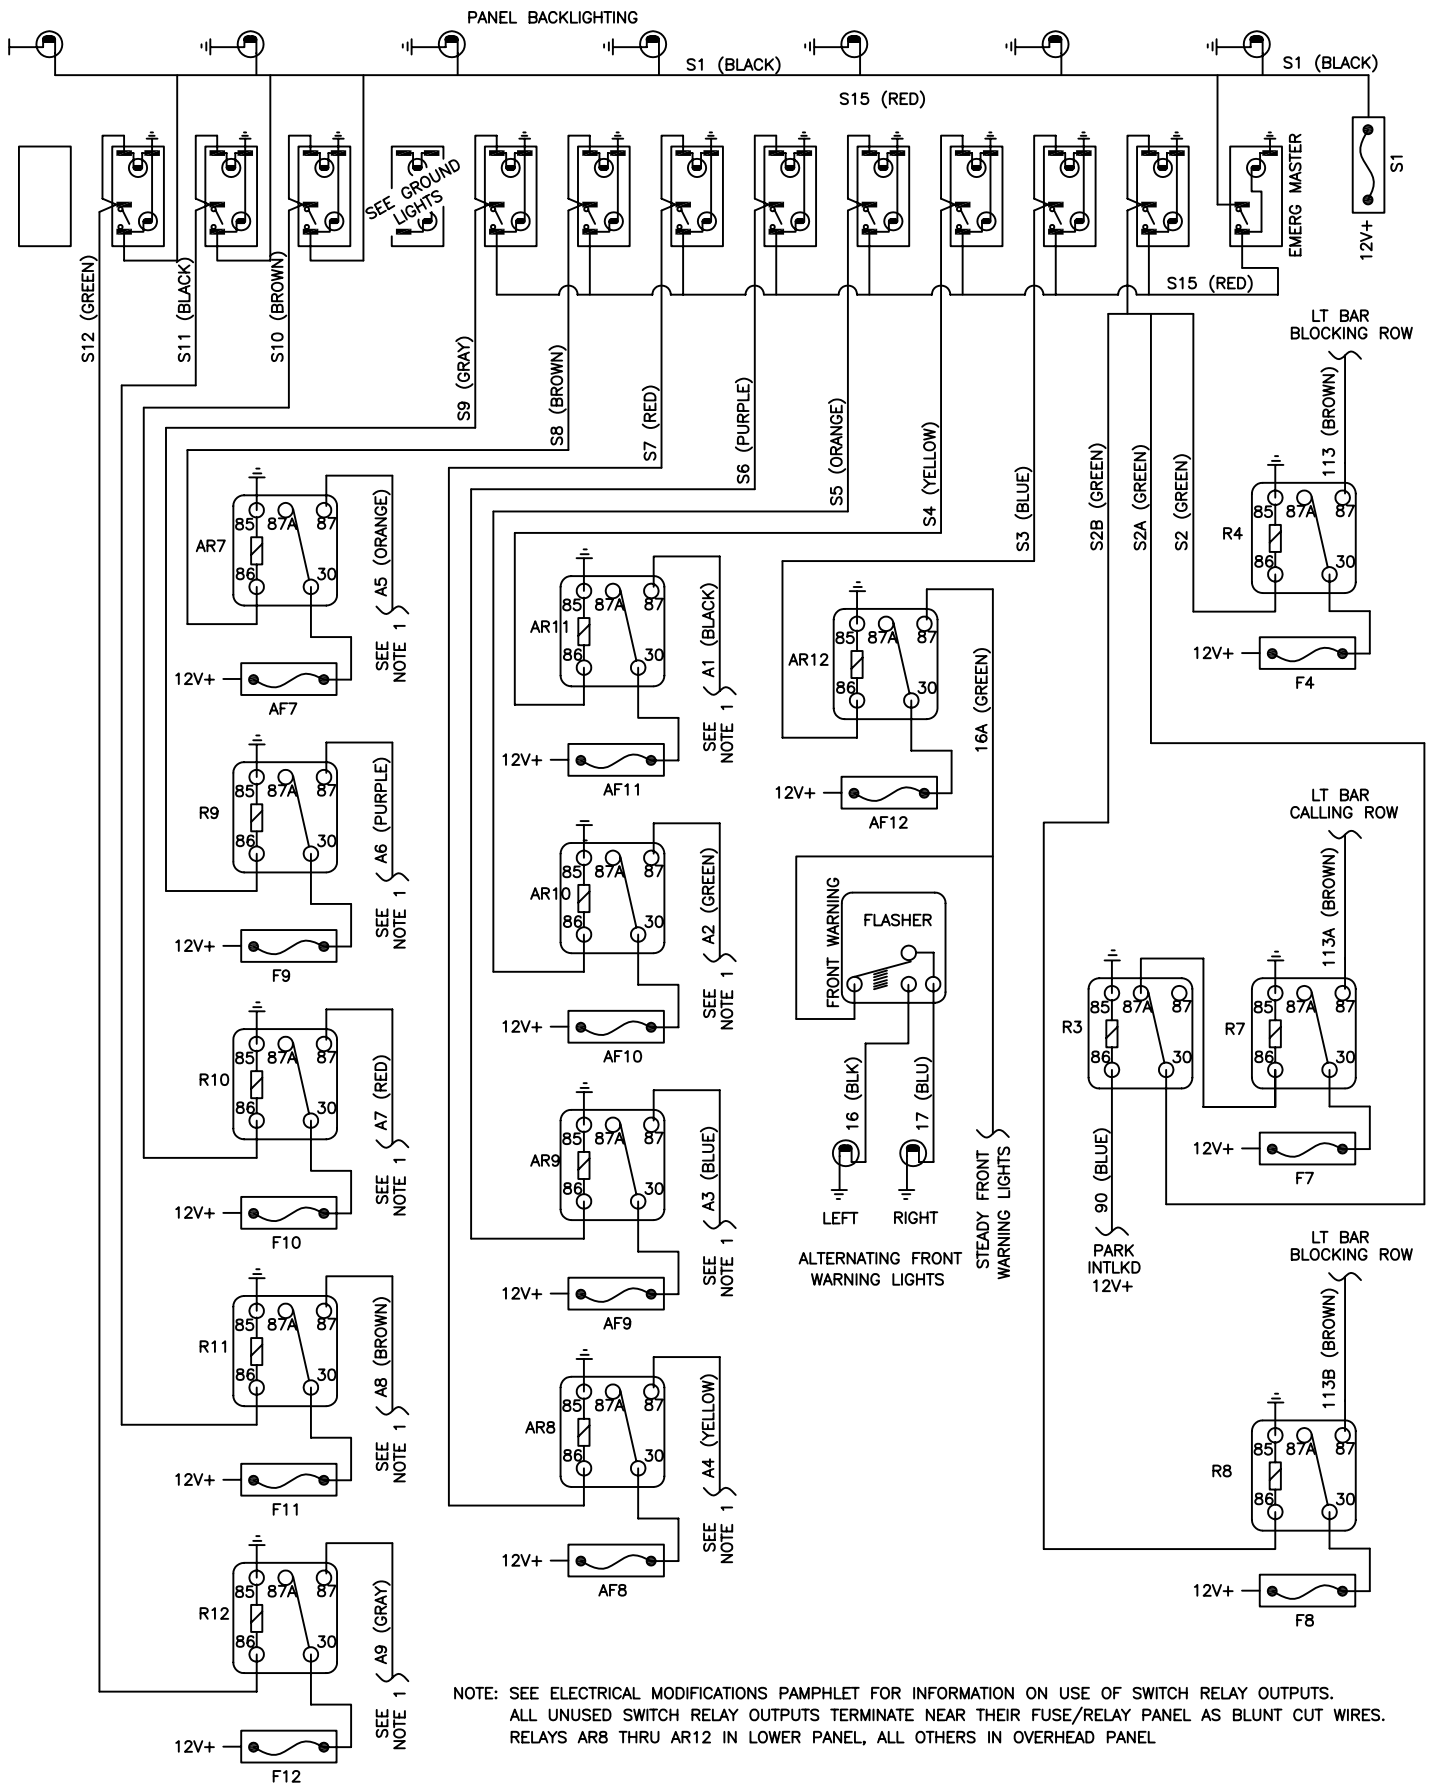 PANEL BACKLIGHTING
S1 (BLACK)
S1 (BLACK)
S15 (RED)
SEE GROUND
LIGHTS
EMERG MASTER
S1
12V+
S15 (RED)
S12 (GREEN)
S11 (BLACK)
S10 (BROWN)
S9 (GRAY)
S8 (BROWN)
S7 (RED)
S6 (PURPLE)
S5 (ORANGE)
S4 (YELLOW)
S3 (BLUE)
S2B (GREEN)
S2A (GREEN)
S2 (GREEN)
LT BAR
BLOCKING ROW
113 (BROWN)
85 87A 87
R4
86 30
12V+
F4
85 87A 87
AR7
86 30
A5 (ORANGE)
SEE
NOTE 1
12V+
AF7
85 87A 87
AR11
86 30
A1 (BLACK)
SEE
NOTE 1
12V+
AF11
85 87A 87
AR12
86 30
16A (GREEN)
12V+
AF12
85 87A 87
R9
86 30
A6 (PURPLE)
SEE
NOTE 1
12V+
F9
85 87A 87
AR10
86 30
A2 (GREEN)
SEE
NOTE 1
12V+
AF10
FRONT WARNING
FLASHER
16 (BLK)
17 (BLU)
LEFT
RIGHT
ALTERNATING FRONT
WARNING LIGHTS
STEADY FRONT
WARNING LIGHTS
LT BAR
CALLING ROW
113A (BROWN)
85 87A 87
R3
86 30
90 (BLUE)
PARK
INTLKD
12V+
85 87A 87
R7
86 30
12V+
F7
85 87A 87
R10
86 30
A7 (RED)
SEE
NOTE 1
12V+
F10
85 87A 87
AR9
86 30
A3 (BLUE)
SEE
NOTE 1
12V+
AF9
LT BAR
BLOCKING ROW
113B (BROWN)
85 87A 87
R8
86 30
12V+
F8
85 87A 87
R11
86 30
A8 (BROWN)
SEE
NOTE 1
12V+
F11
85 87A 87
AR8
86 30
A4 (YELLOW)
SEE
NOTE 1
12V+
AF8
85 87A 87
R12
86 30
A9 (GRAY)
SEE
NOTE 1
12V+
F12
NOTE: SEE ELECTRICAL MODIFICATIONS PAMPHLET FOR INFORMATION ON USE OF SWITCH RELAY OUTPUTS.
ALL UNUSED SWITCH RELAY OUTPUTS TERMINATE NEAR THEIR FUSE/RELAY PANEL AS BLUNT CUT WIRES.
RELAYS AR8 THRU AR12 IN LOWER PANEL, ALL OTHERS IN OVERHEAD PANEL